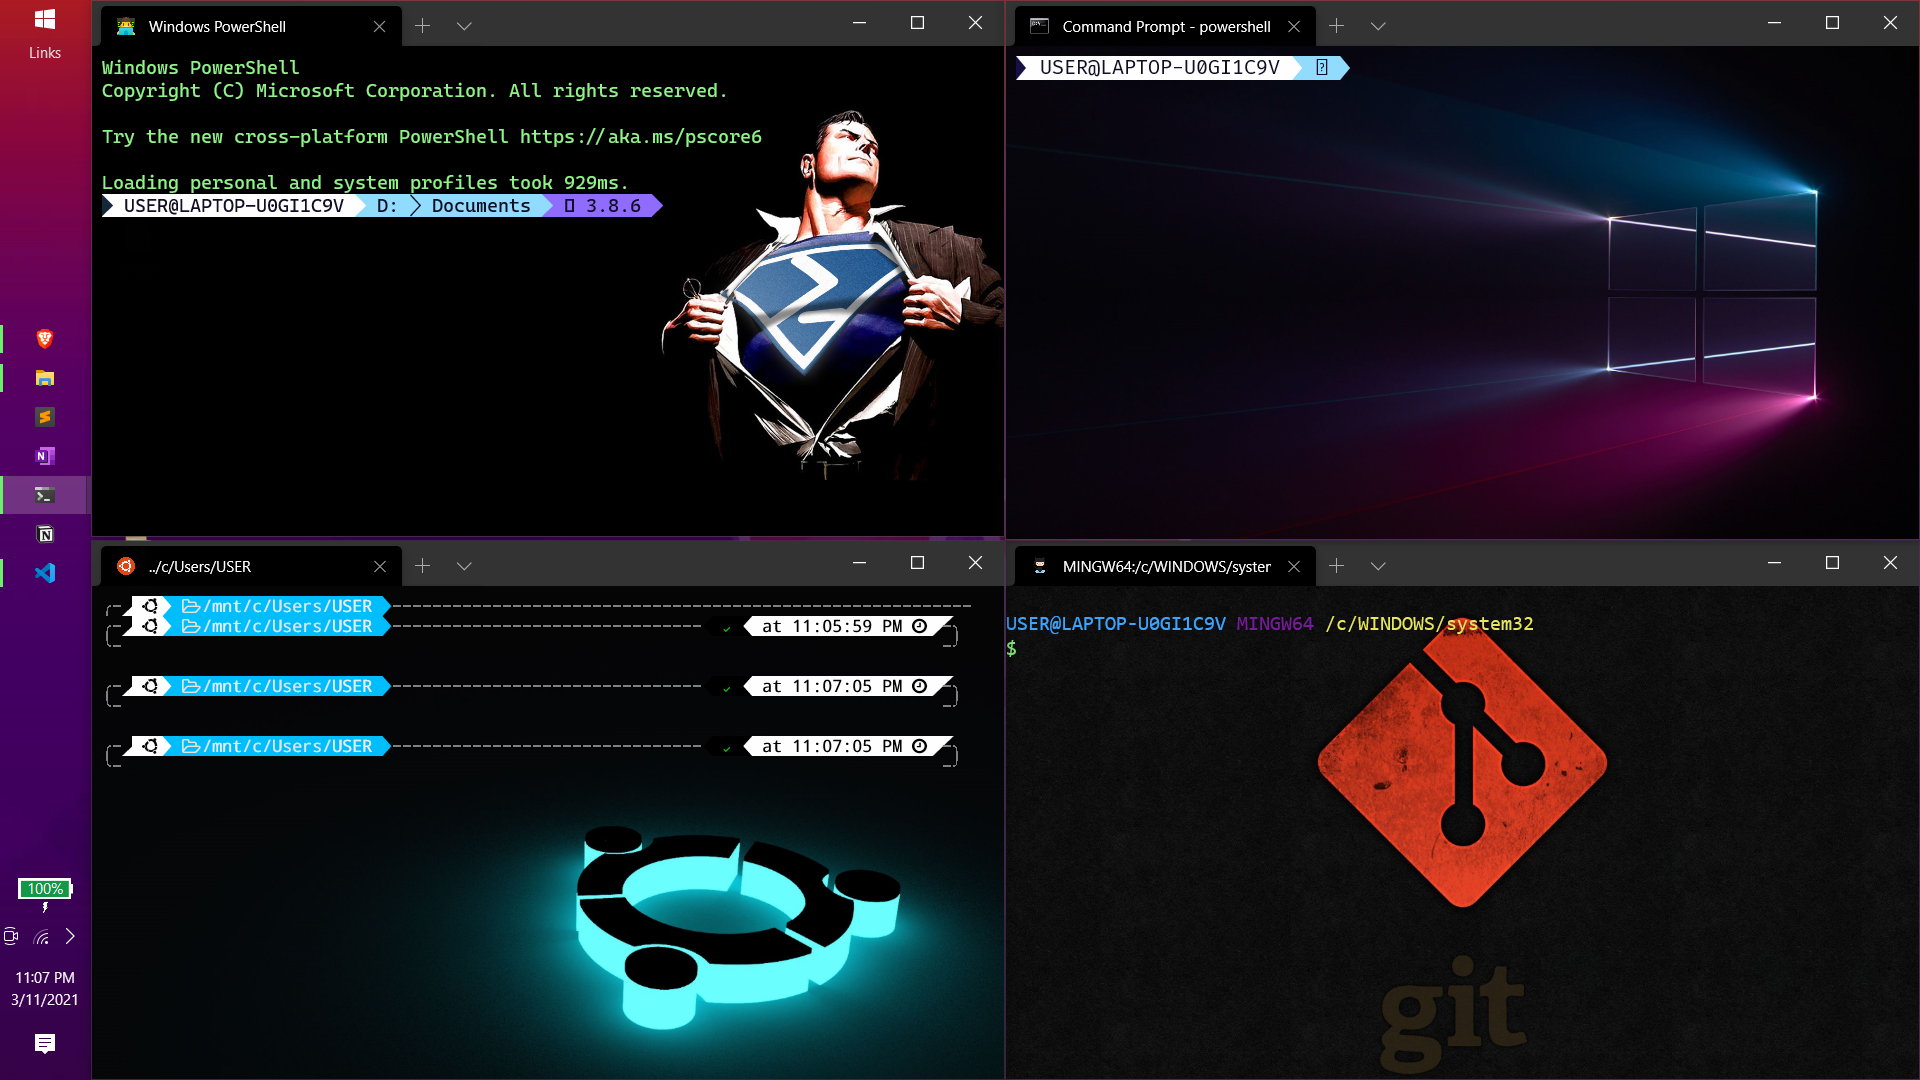 Links
100%
11:07 PM
3/11/2021
Windows PowerShell
Windows PowerShell
Copyright (C) Microsoft Corporation. All rights reserved.
Try the new cross-platform PowerShell https://aka.ms/pscore6
Loading personal and system profiles took 929ms.
USER@LAPTOP-U0GI1C9V D: Documents 3.8.6
Command Prompt - powershell
USER@LAPTOP-U0GI1C9V
../c/Users/USER
/mnt/c/Users/USER
/mnt/c/Users/USER at 11:05:59 PM
/mnt/c/Users/USER at 11:07:05 PM
/mnt/c/Users/USER at 11:07:05 PM
MINGW64:/c/WINDOWS/syster
USER@LAPTOP-U0GI1C9V MINGW64 /c/WINDOWS/system32
$
git